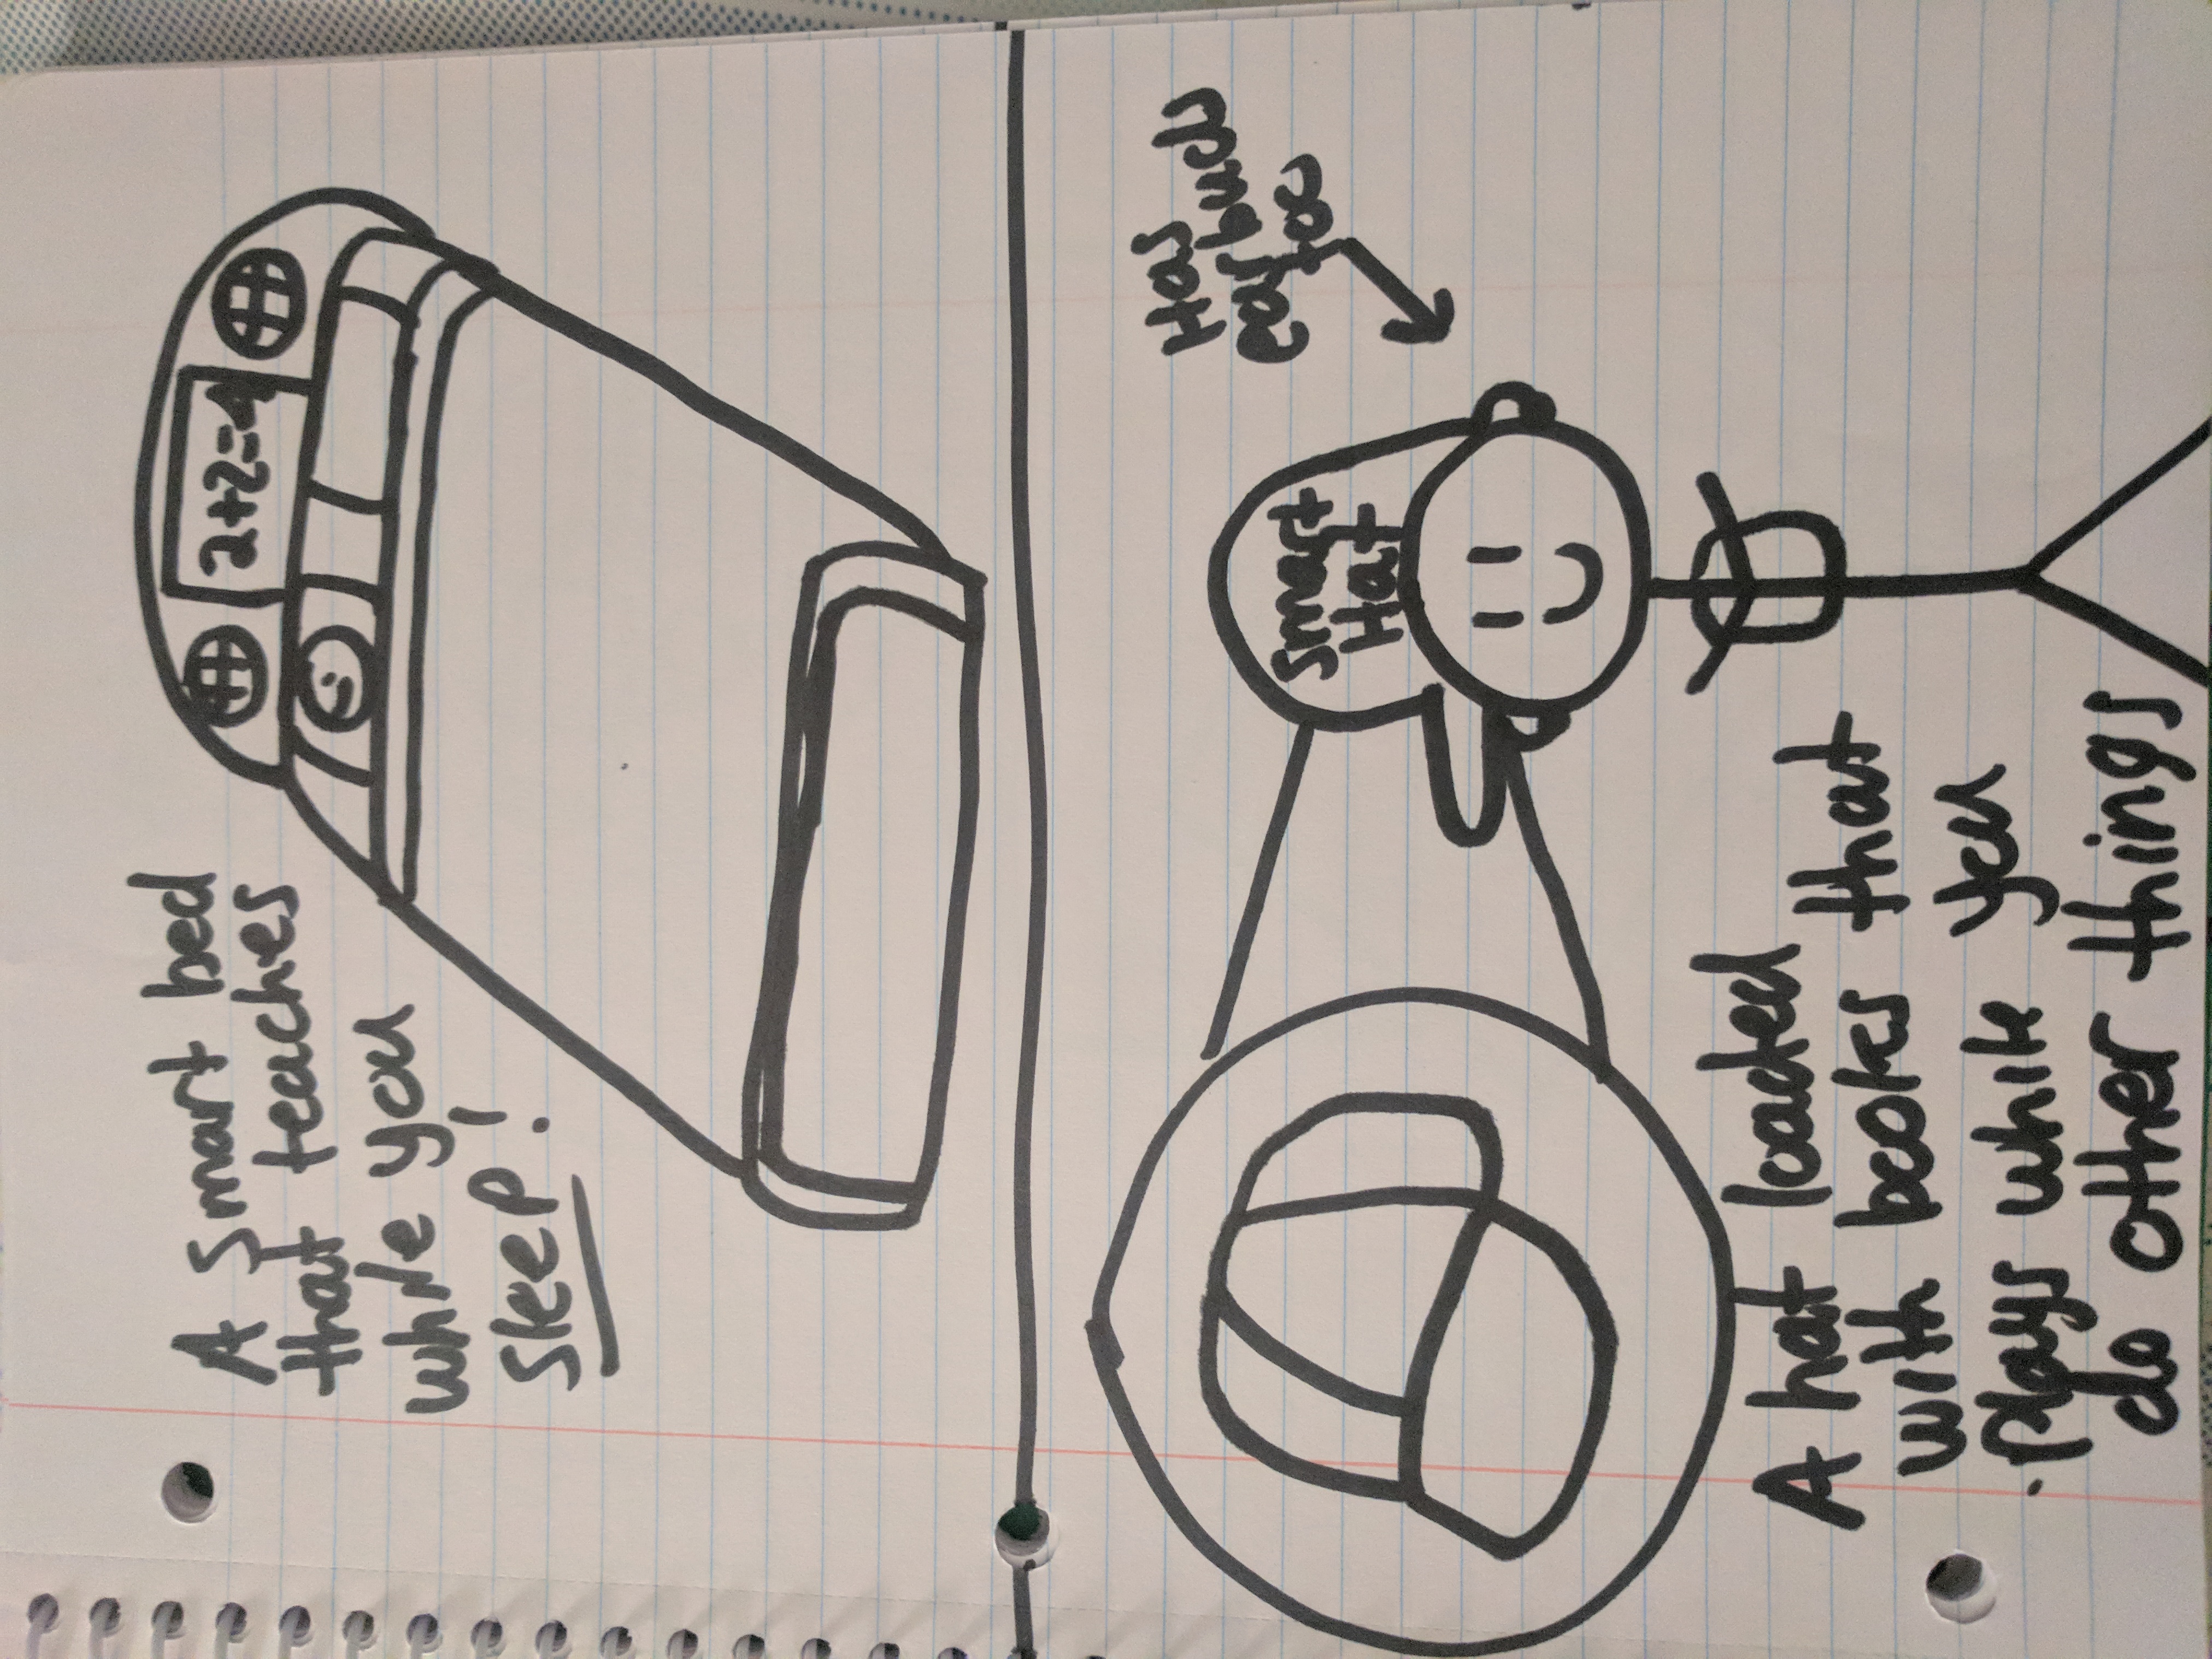 A smart bed
that teaches
while you
sleep!
2+2=4
Has
earbuds
too
Smart
Hat
A hat loaded
with books that
plays while you
do other things